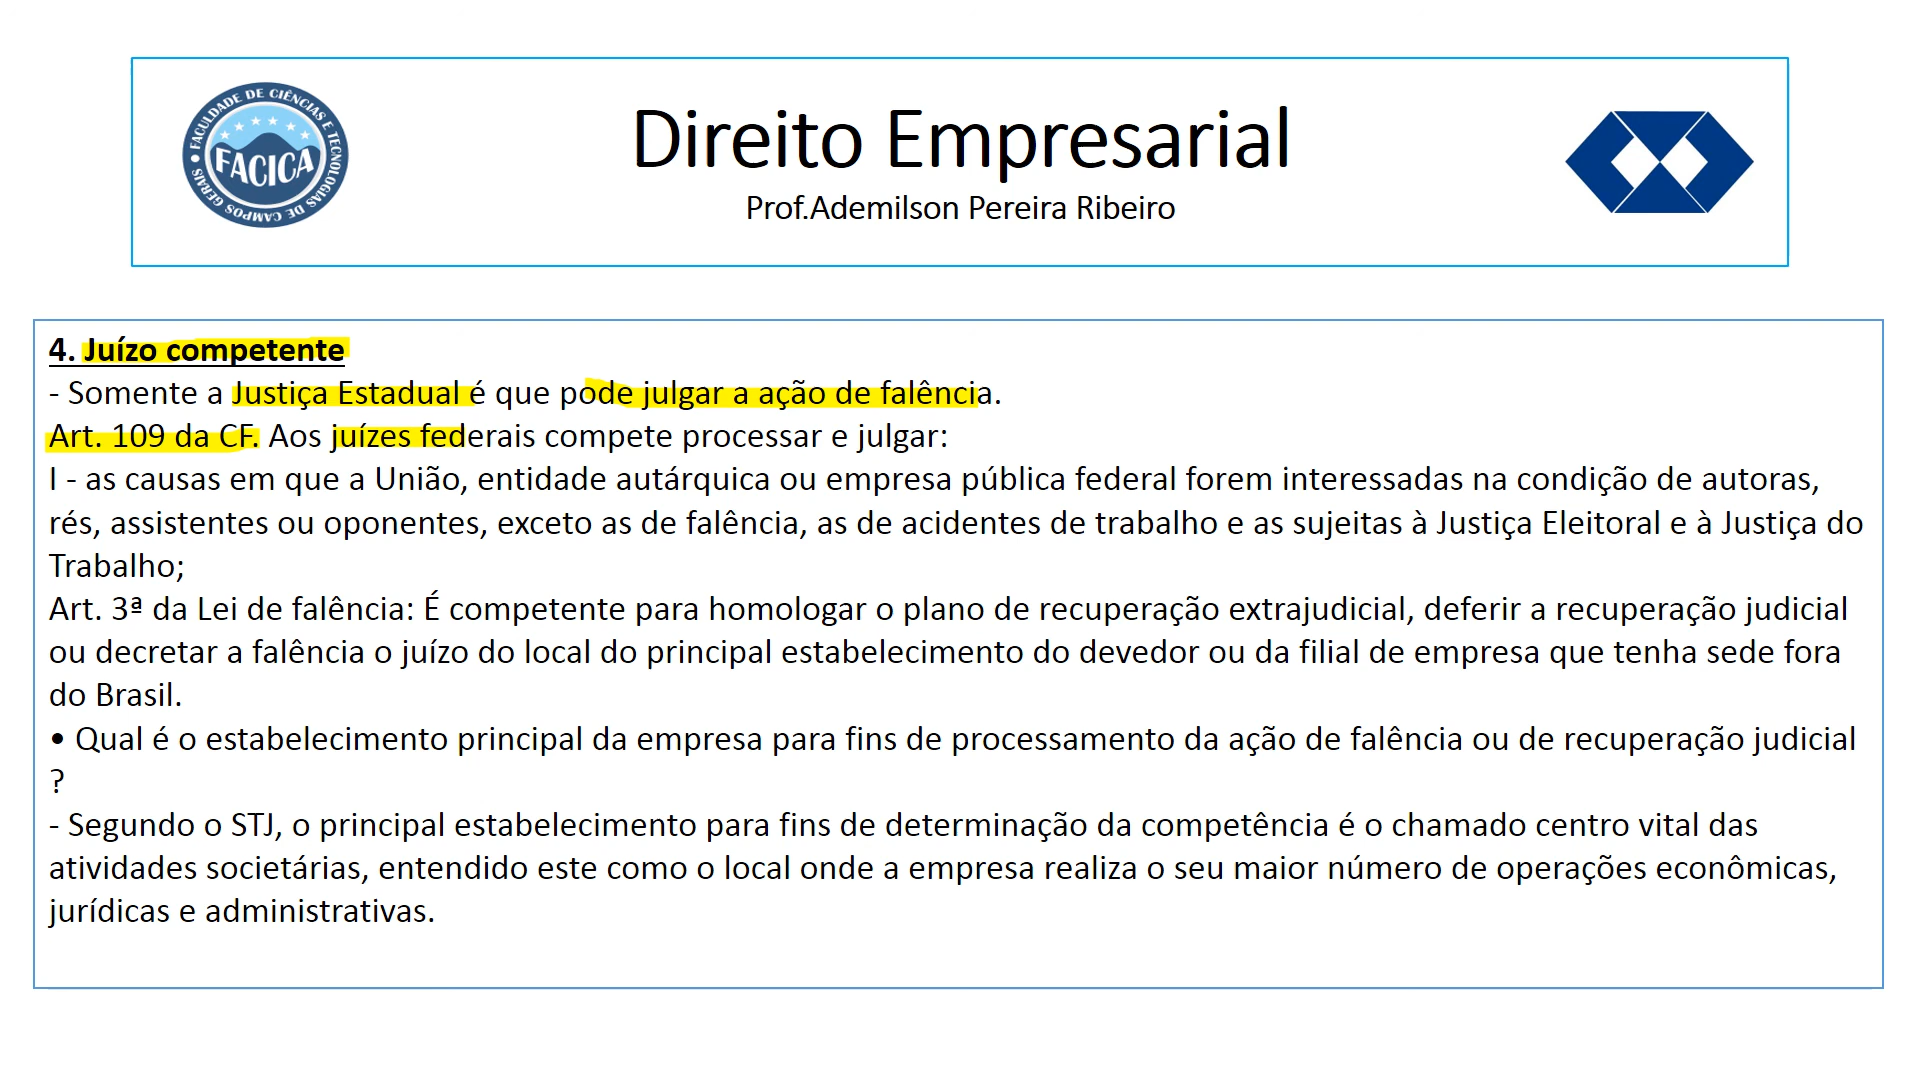 FACULDADE DE CIÊNCIAS E TECNOLOGIAS DE CAMPOS GERAIS
FACICA
Direito Empresarial
Prof.Ademilson Pereira Ribeiro
4. Juízo competente
- Somente a Justiça Estadual é que pode julgar a ação de falência.
Art. 109 da CF. Aos juízes federais compete processar e julgar:
I - as causas em que a União, entidade autárquica ou empresa pública federal forem interessadas na condição de autoras,
rés, assistentes ou oponentes, exceto as de falência, as de acidentes de trabalho e as sujeitas à Justiça Eleitoral e à Justiça do
Trabalho;
Art. 3ª da Lei de falência: É competente para homologar o plano de recuperação extrajudicial, deferir a recuperação judicial
ou decretar a falência o juízo do local do principal estabelecimento do devedor ou da filial de empresa que tenha sede fora
do Brasil.
• Qual é o estabelecimento principal da empresa para fins de processamento da ação de falência ou de recuperação judicial
?
- Segundo o STJ, o principal estabelecimento para fins de determinação da competência é o chamado centro vital das
atividades societárias, entendido este como o local onde a empresa realiza o seu maior número de operações econômicas,
jurídicas e administrativas.